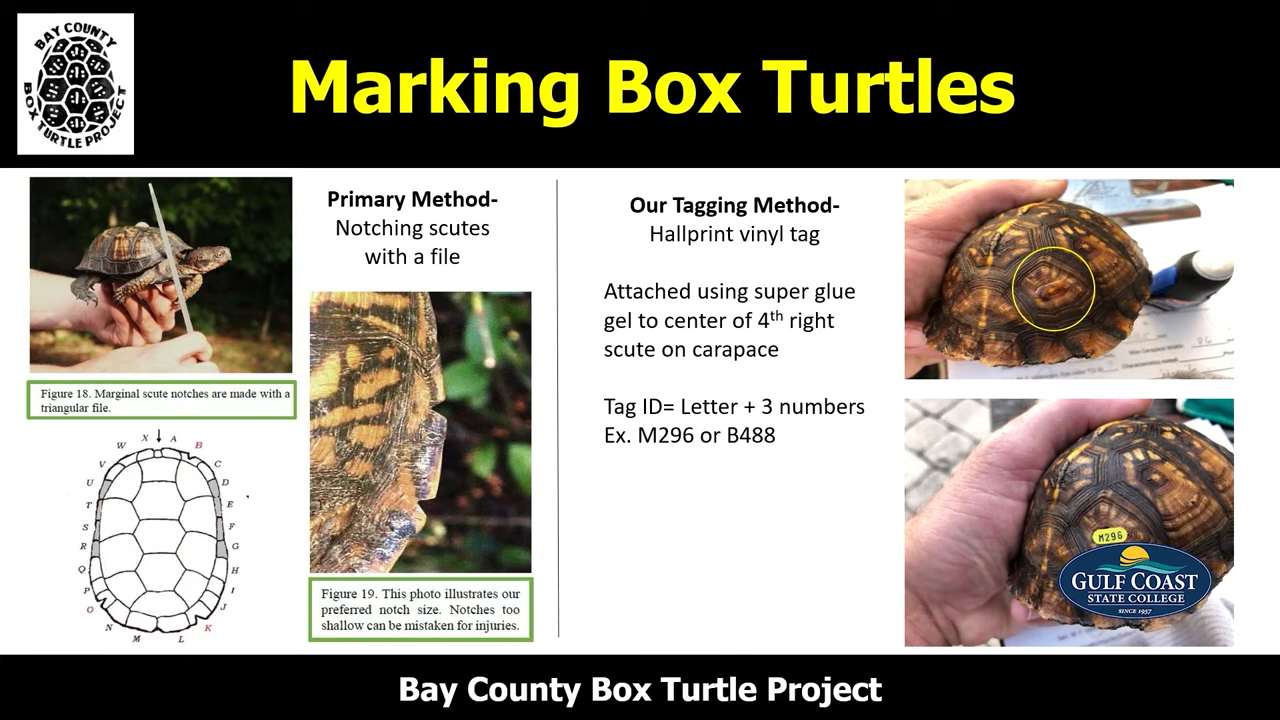 BAY COUNTY
BOX TURTLE PROJECT
Marking Box Turtles
Primary Method-
Notching scutes
with a file
Figure 18. Marginal scute notches are made with a
triangular file.
X A
W B
V C
U D
T E
S F
R G
Q H
P I
O J
N K
M L
Figure 19. This photo illustrates our
preferred notch size. Notches too
shallow can be mistaken for injuries.
Our Tagging Method-
Hallprint vinyl tag
Attached using super glue
gel to center of 4th right
scute on carapace
Tag ID= Letter + 3 numbers
Ex. M296 or B488
M296
GULF COAST
STATE COLLEGE
SINCE 1957
Bay County Box Turtle Project